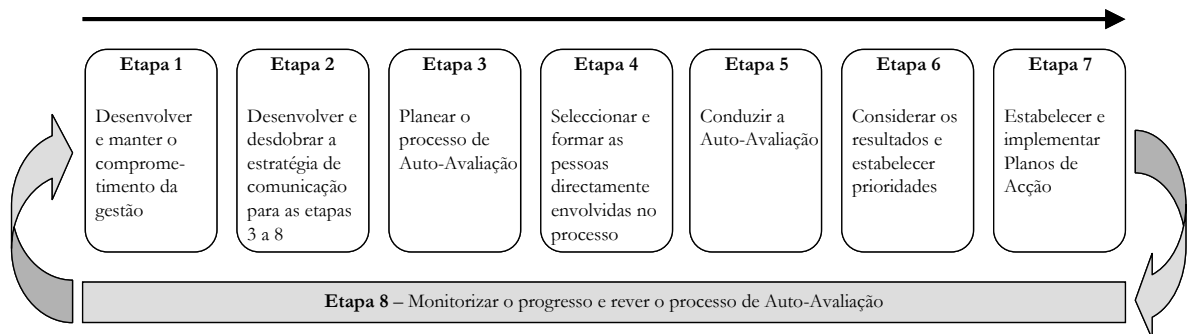 Etapa 1
Desenvolver
e manter o
comprome-
timento da
gestão
Etapa 2
Desenvolver e
desdobrar a
estratégia de
comunicação
para as etapas
3 a 8
Etapa 3
Planear o
processo de
Auto-Avaliação
Etapa 4
Seleccionar e
formar as
pessoas
directamente
envolvidas no
processo
Etapa 5
Conduzir a
Auto-Avaliação
Etapa 6
Considerar os
resultados e
estabelecer
prioridades
Etapa 7
Estabelecer e
implementar
Planos de
Acção
Etapa 8 – Monitorizar o progresso e rever o processo de Auto-Avaliação